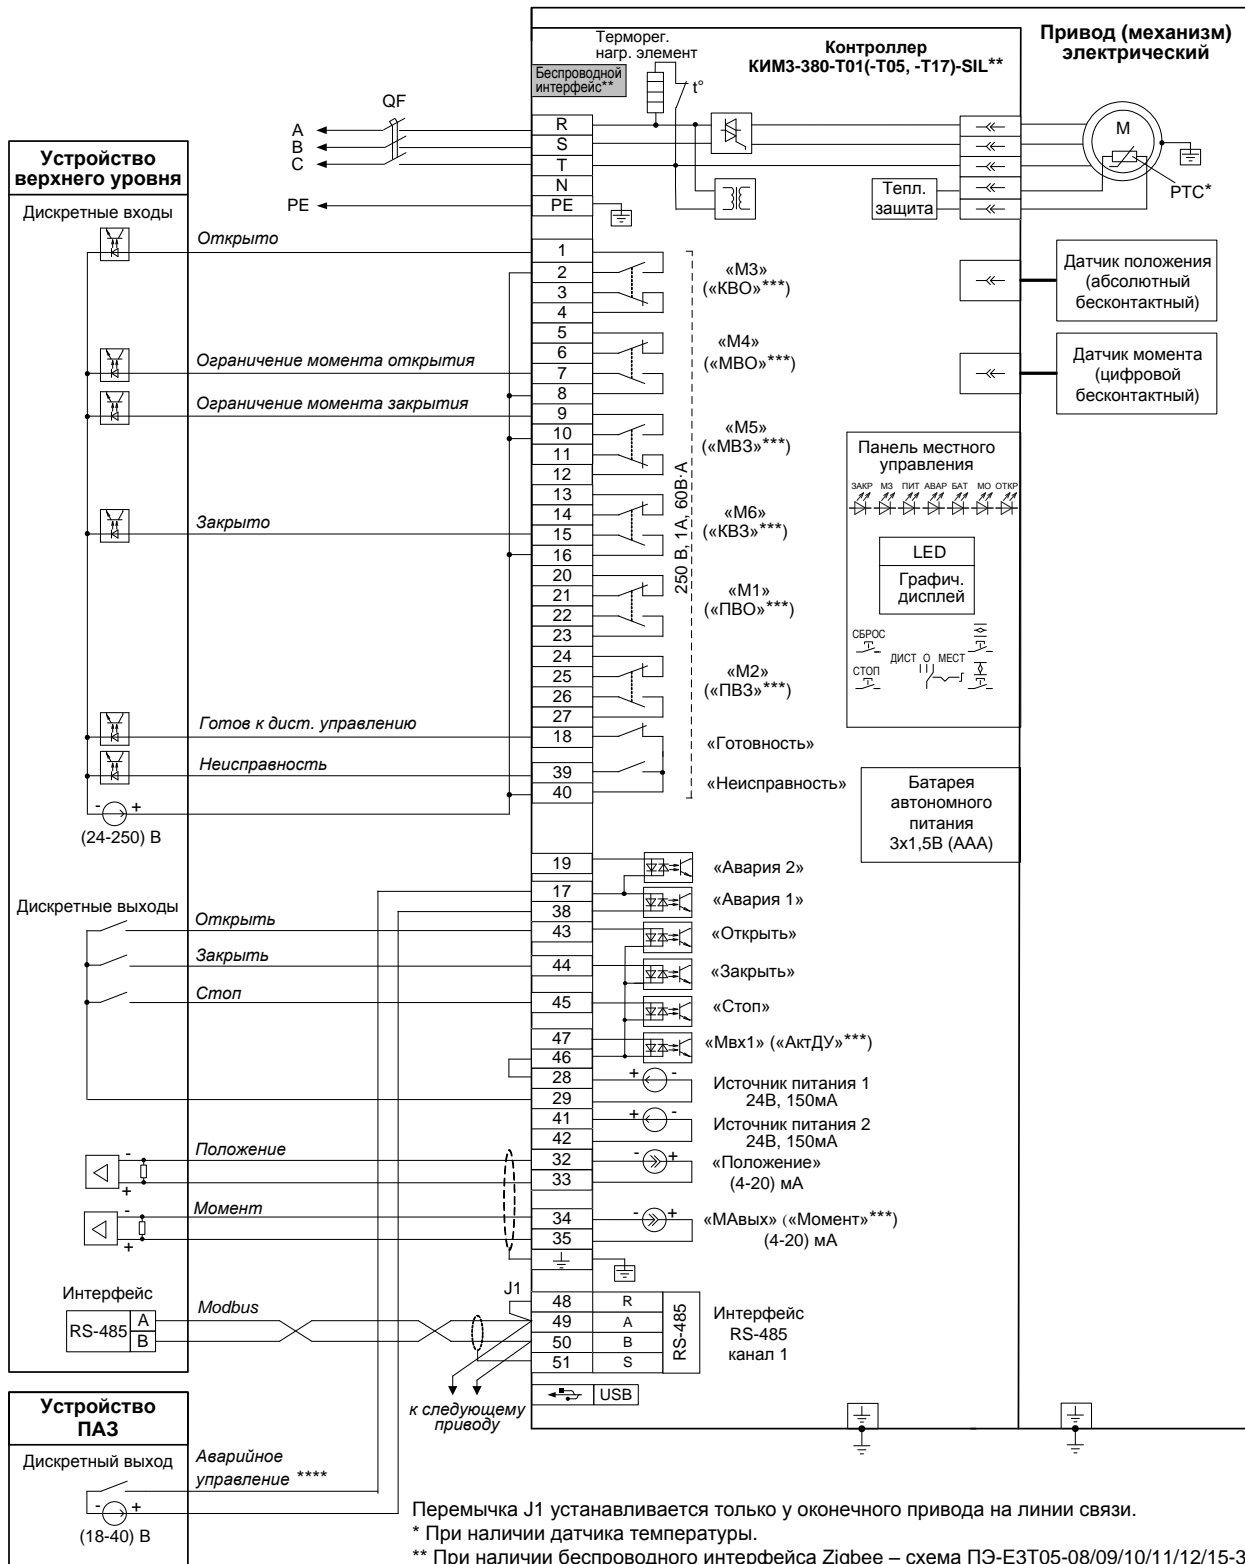 Привод (механизм)
электрический
Контроллер
КИМ3-380-Т01(-Т05, -Т17)-SIL**
Терморег.
нагр. элемент
Беспроводной
интерфейс**
t°
QF
A
B
C
PE
R
S
T
N
PE
M
PTC*
Тепл.
защита
Устройство
верхнего уровня
Дискретные входы
Открыто
Ограничение момента открытия
Ограничение момента закрытия
Закрыто
Готов к дист. управлению
Неисправность
- +
(24-250) В
1
2
3
4
«М3»
(«КВО»***)
5
6
7
8
«М4»
(«МВО»***)
9
10
11
12
«М5»
(«МВЗ»***)
13
14
15
16
«М6»
(«КВЗ»***)
20
21
22
23
«М1»
(«ПВО»***)
24
25
26
27
«М2»
(«ПВЗ»***)
18
39
40
«Готовность»
«Неисправность»
250 В, 1А, 60В·А
Датчик положения
(абсолютный
бесконтактный)
Датчик момента
(цифровой
бесконтактный)
Панель местного
управления
ЗАКР МЗ ПИТ АВАР БАТ МО ОТКР
LED
Графич.
дисплей
СБРОС
СТОП
ДИСТ О МЕСТ
Батарея
автономного
питания
3х1,5В (ААА)
Дискретные выходы
Открыть
Закрыть
Стоп
19
17
38
43
44
45
47
46
28
29
41
42
32
33
34
35
«Авария 2»
«Авария 1»
«Открыть»
«Закрыть»
«Стоп»
«Мвх1» («АктДУ»***)
+ -
Источник питания 1
24В, 150мА
+ -
Источник питания 2
24В, 150мА
- +
«Положение»
(4-20) мА
- +
«МАвых» («Момент»***)
(4-20) мА
Положение
-
+
Момент
-
+
Интерфейс
RS-485
A
B
Modbus
J1
48 R
49 A
50 B
51 S
RS-485
Интерфейс
RS-485
канал 1
USB
к следующему
приводу
Устройство
ПАЗ
Дискретный выход
Аварийное
управление ****
- +
(18-40) В
Перемычка J1 устанавливается только у оконечного привода на линии связи.
* При наличии датчика температуры.
** При наличии беспроводного интерфейса Zigbee – схема ПЭ-Е3Т05-08/09/10/11/12/15-3